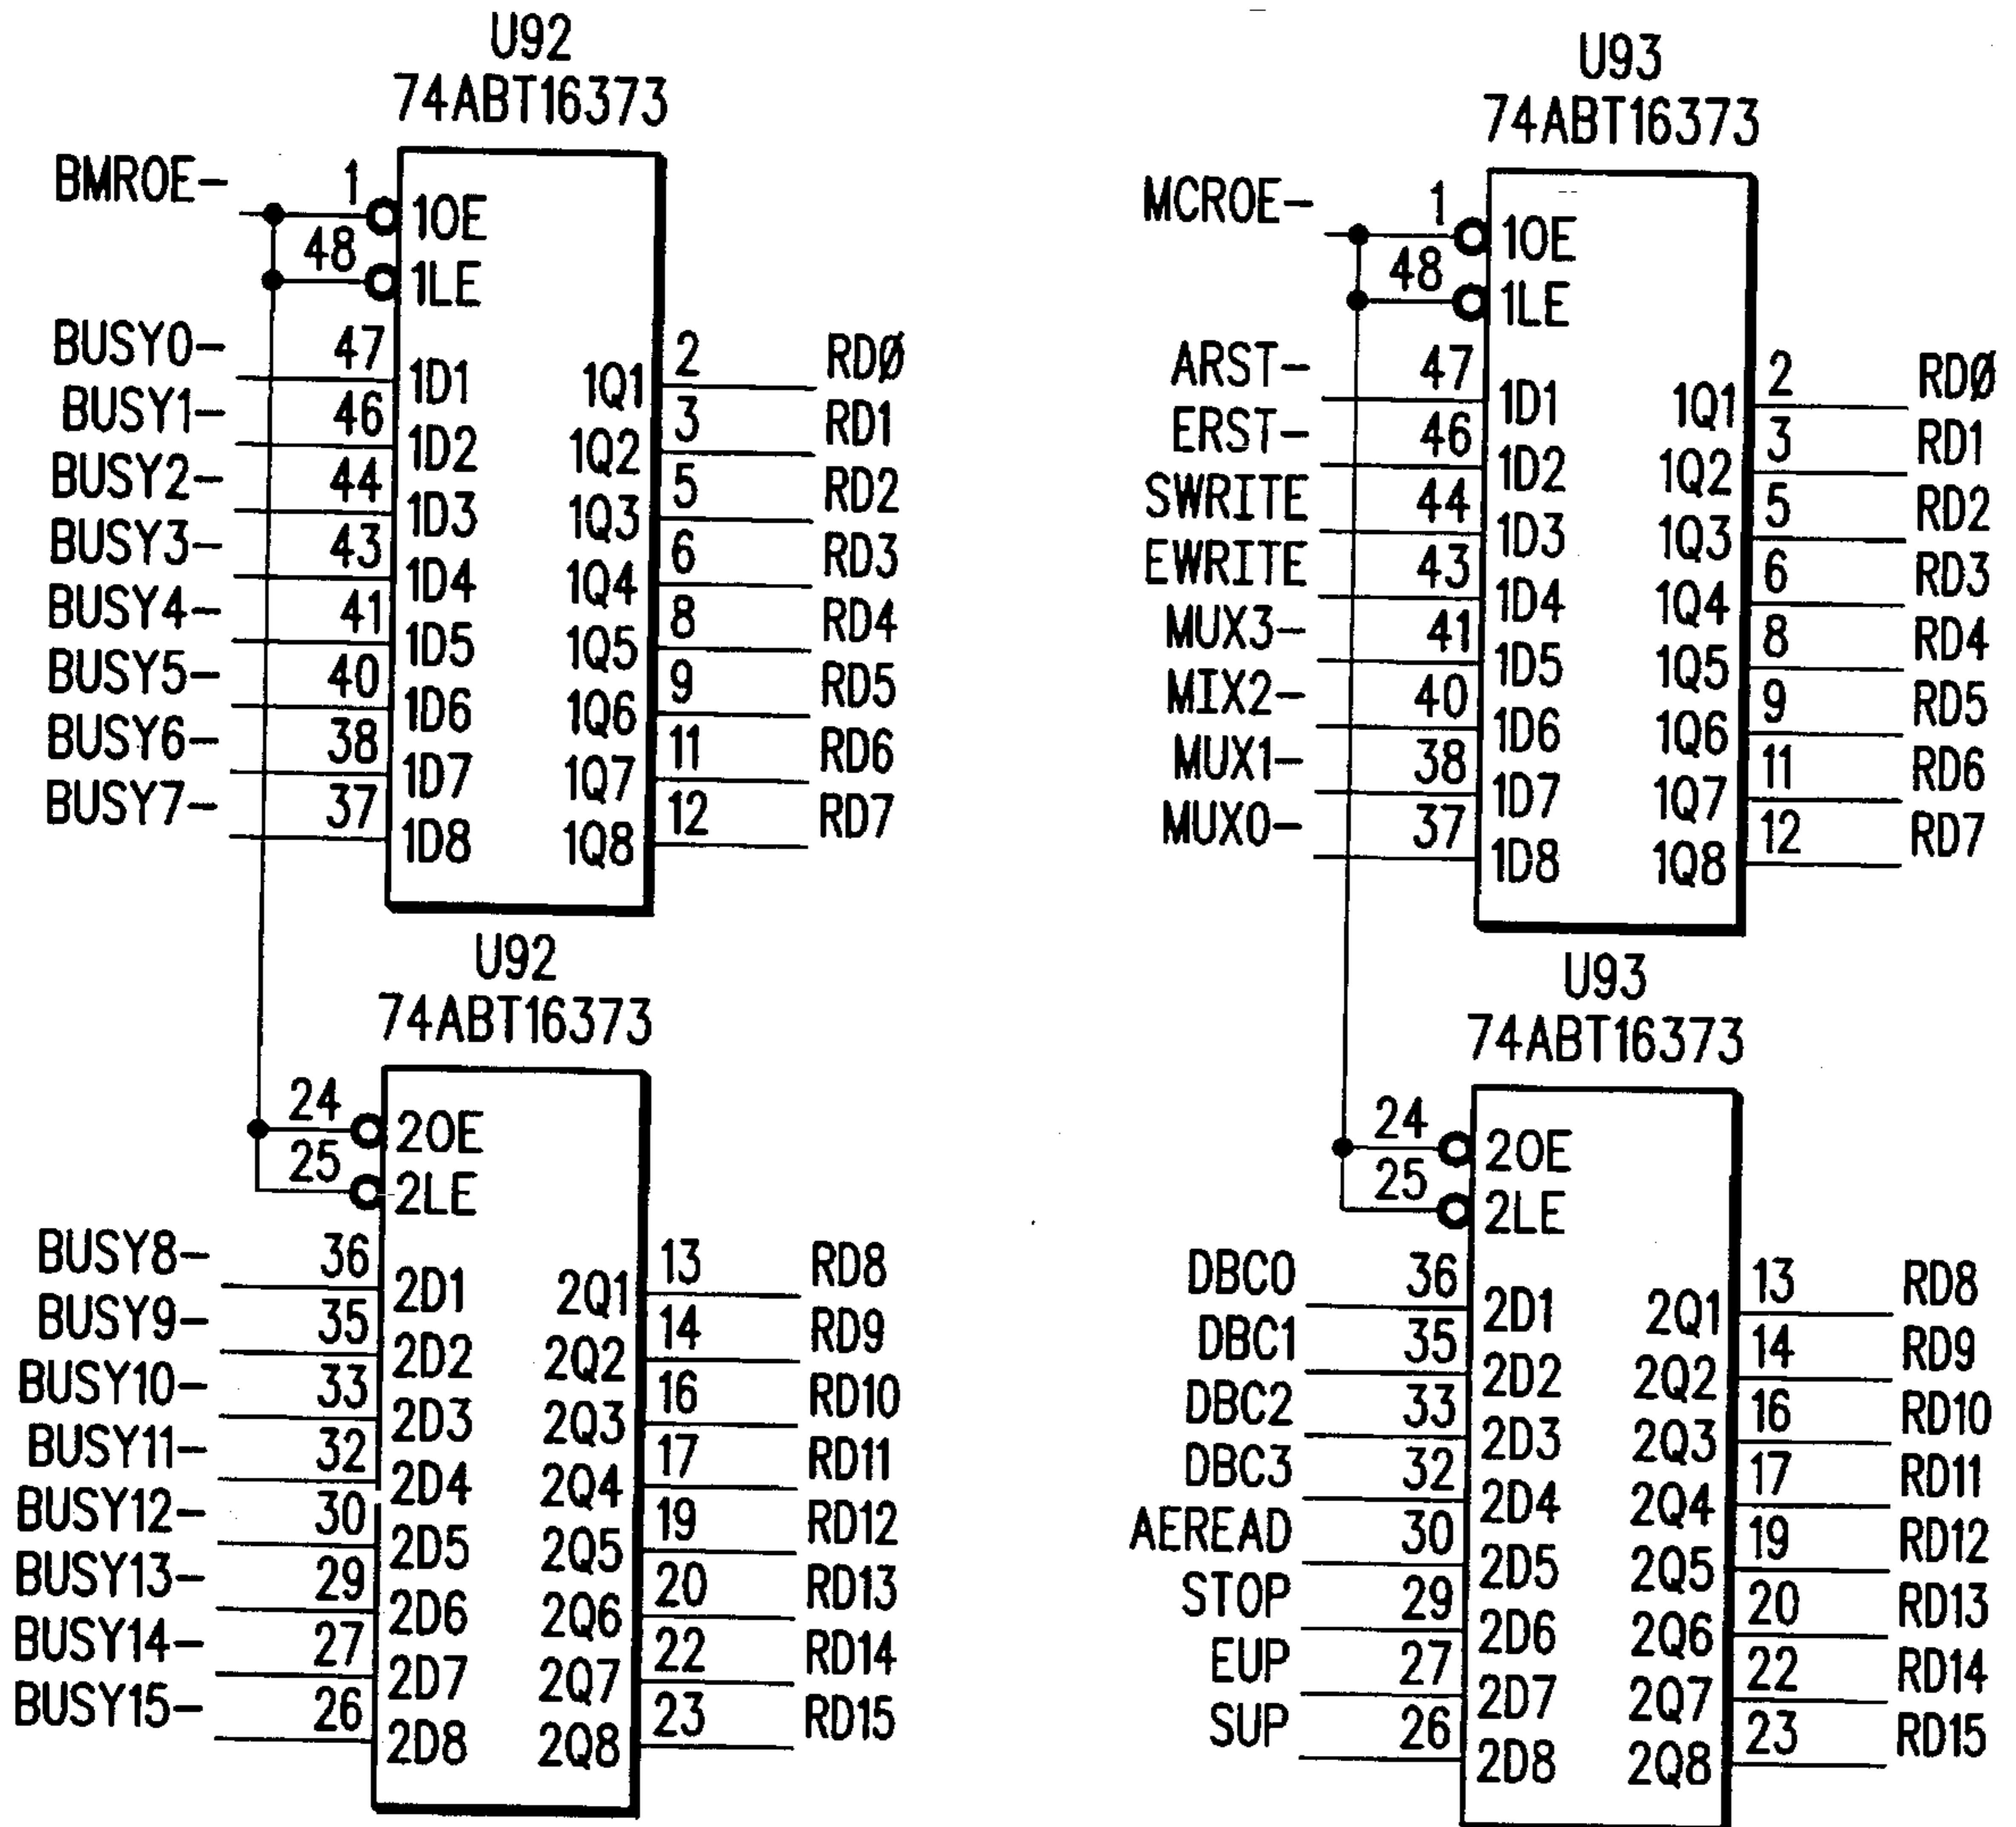 U92
74ABT16373
BMROE-
1
1OE
48
1LE
BUSY0- 47 1D1 1Q1 2 RDØ
BUSY1- 46 1D2 1Q2 3 RD1
BUSY2- 44 1D3 1Q3 5 RD2
BUSY3- 43 1D4 1Q4 6 RD3
BUSY4- 41 1D5 1Q5 8 RD4
BUSY5- 40 1D6 1Q6 9 RD5
BUSY6- 38 1D7 1Q7 11 RD6
BUSY7- 37 1D8 1Q8 12 RD7
U92
74ABT16373
24 2OE
25 2LE
BUSY8- 36 2D1 2Q1 13 RD8
BUSY9- 35 2D2 2Q2 14 RD9
BUSY10- 33 2D3 2Q3 16 RD10
BUSY11- 32 2D4 2Q4 17 RD11
BUSY12- 30 2D5 2Q5 19 RD12
BUSY13- 29 2D6 2Q6 20 RD13
BUSY14- 27 2D7 2Q7 22 RD14
BUSY15- 26 2D8 2Q8 23 RD15
U93
74ABT16373
MCROE-
1
1OE
48
1LE
ARST- 47 1D1 1Q1 2 RDØ
ERST- 46 1D2 1Q2 3 RD1
SWRITE 44 1D3 1Q3 5 RD2
EWRITE 43 1D4 1Q4 6 RD3
MUX3- 41 1D5 1Q5 8 RD4
MIX2- 40 1D6 1Q6 9 RD5
MUX1- 38 1D7 1Q7 11 RD6
MUX0- 37 1D8 1Q8 12 RD7
U93
74ABT16373
24 2OE
25 2LE
DBC0 36 2D1 2Q1 13 RD8
DBC1 35 2D2 2Q2 14 RD9
DBC2 33 2D3 2Q3 16 RD10
DBC3 32 2D4 2Q4 17 RD11
AEREAD 30 2D5 2Q5 19 RD12
STOP 29 2D6 2Q6 20 RD13
EUP 27 2D7 2Q7 22 RD14
SUP 26 2D8 2Q8 23 RD15